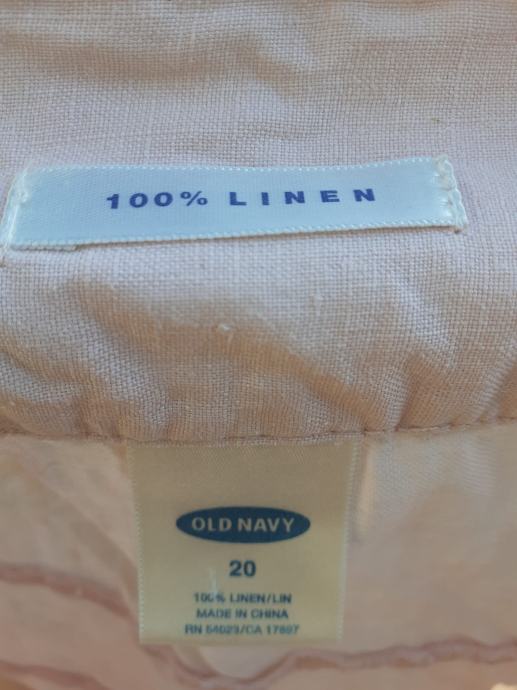 100% LINEN
OLD NAVY
20
100% LINEN/LIN
MADE IN CHINA
RN 54023/CA 17897